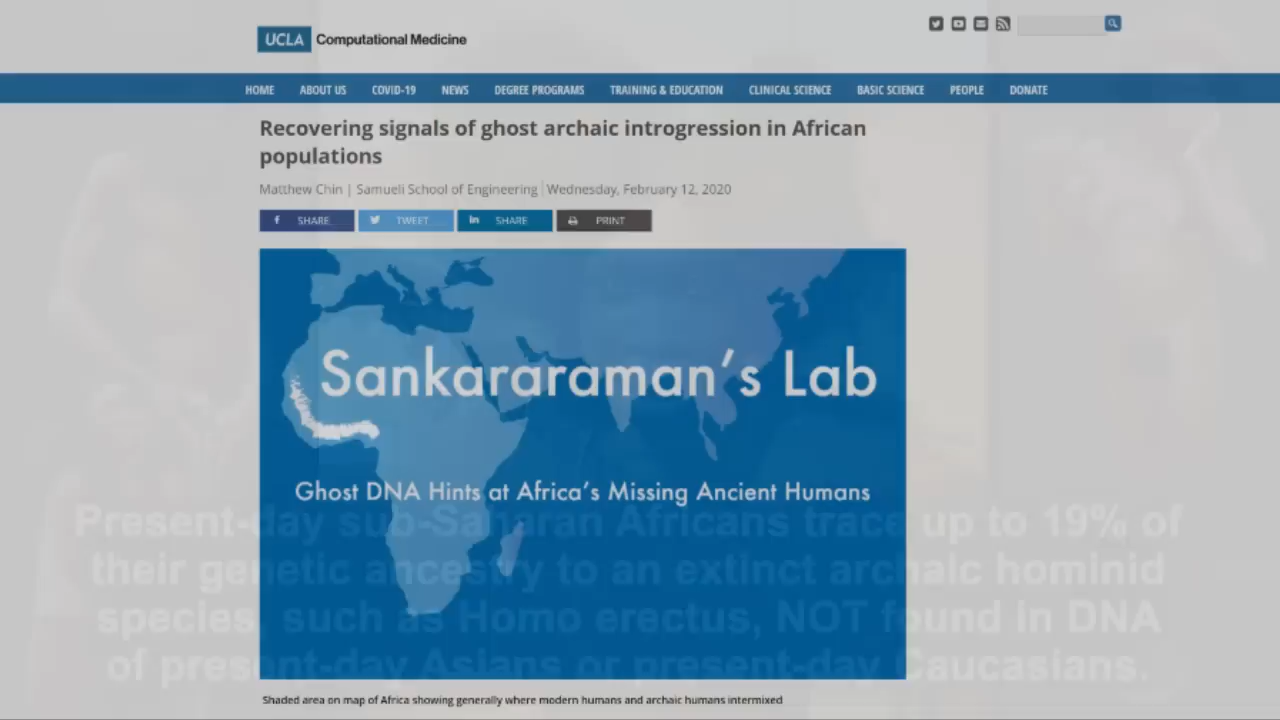 UCLA Computational Medicine
HOME ABOUT US COVID-19 NEWS DEGREE PROGRAMS TRAINING & EDUCATION CLINICAL SCIENCE BASIC SCIENCE PEOPLE DONATE
Recovering signals of ghost archaic introgression in African
populations
Matthew Chin | Samueli School of Engineering | Wednesday, February 12, 2020
SHARE TWEET SHARE PRINT
Sankararaman's Lab
Ghost DNA Hints at Africa's Missing Ancient Humans
Present-day sub-Saharan Africans trace up to 19% of
their genetic ancestry to an extinct archaic hominid
species, such as Homo erectus, NOT found in DNA
of present-day Asians or present-day Caucasians.
Shaded area on map of Africa showing generally where modern humans and archaic humans intermixed